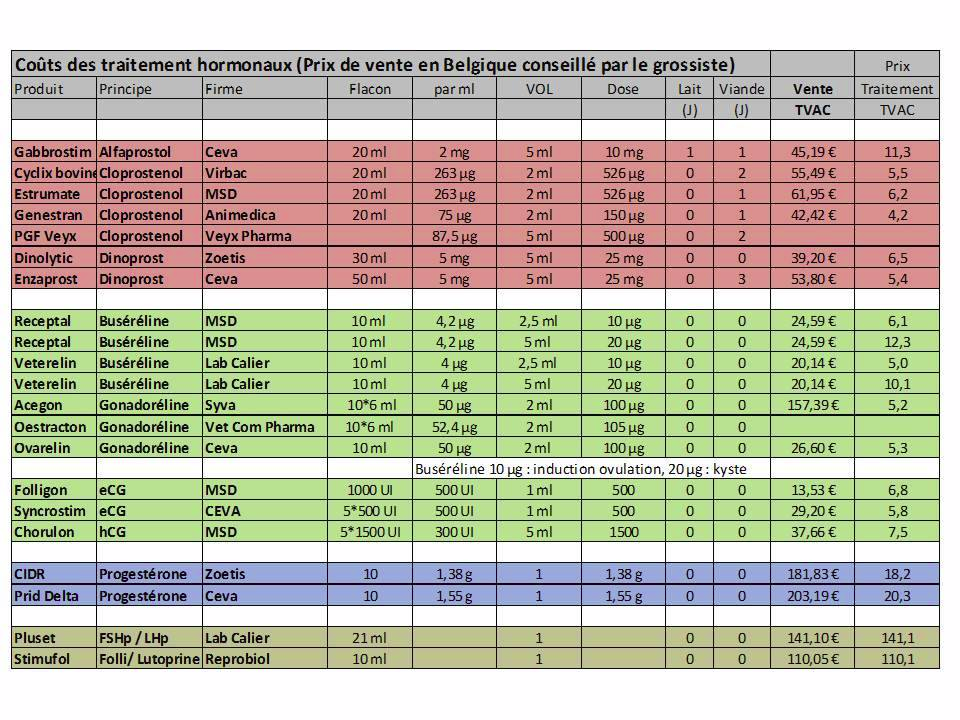 Coûts des traitement hormonaux (Prix de vente en Belgique conseillé par le grossiste) Prix
Produit Principe Firme Flacon par ml VOL Dose Lait Viande Vente Traitement
(J) (J) TVAC TVAC
Gabbrostim Alfaprostol Ceva 20 ml 2 mg 5 ml 10 mg 1 1 45,19 € 11,3
Cyclix bovine Cloprostenol Virbac 20 ml 263 µg 2 ml 526 µg 0 2 55,49 € 5,5
Estrumate Cloprostenol MSD 20 ml 263 µg 2 ml 526 µg 0 1 61,95 € 6,2
Genestran Cloprostenol Animedica 20 ml 75 µg 2 ml 150 µg 0 1 42,42 € 4,2
PGF Veyx Cloprostenol Veyx Pharma 87,5 µg 5 ml 500 µg 0 2
Dinolytic Dinoprost Zoetis 30 ml 5 mg 5 ml 25 mg 0 39,20 € 6,5
Enzaprost Dinoprost Ceva 50 ml 5 mg 5 ml 25 mg 0 3 53,80 € 5,4
Receptal Buséréline MSD 10 ml 4,2 µg 2,5 ml 10 µg 0 0 24,59 € 6,1
Receptal Buséréline MSD 10 ml 4,2 µg 5 ml 20 µg 0 0 24,59 € 12,3
Veterelin Buséréline Lab Calier 10 ml 4 µg 2,5 ml 10 µg 0 0 20,14 € 5,0
Veterelin Buséréline Lab Calier 10 ml 4 µg 5 ml 20 µg 0 0 20,14 € 10,1
Acegon Gonadoréline Syva 10*6 ml 50 µg 2 ml 100 µg 0 0 157,39 € 5,2
Oestracton Gonadoréline Vet Com Pharma 10*6 ml 52,4 µg 2 ml 105 µg 0 0
Ovarelin Gonadoréline Ceva 10 ml 50 µg 2 ml 100 µg 0 0 26,60 € 5,3
Buséréline 10 µg : induction ovulation, 20 µg : kyste
Folligon eCG MSD 1000 UI 500 UI 1 ml 500 0 0 13,53 € 6,8
Syncrostim eCG CEVA 5*500 UI 500 UI 1 ml 500 0 0 29,20 € 5,8
Chorulon hCG MSD 5*1500 UI 300 UI 5 ml 1500 0 0 37,66 € 7,5
CIDR Progestérone Zoetis 10 1,38 g 1 1,38 g 0 0 181,83 € 18,2
Prid Delta Progestérone Ceva 10 1,55 g 1 1,55 g 0 0 203,19 € 20,3
Pluset FSHp / LHp Lab Calier 21 ml 1 0 0 141,10 € 141,1
Stimufol Folli/ Lutoprine Reprobiol 10 ml 1 0 0 110,05 € 110,1